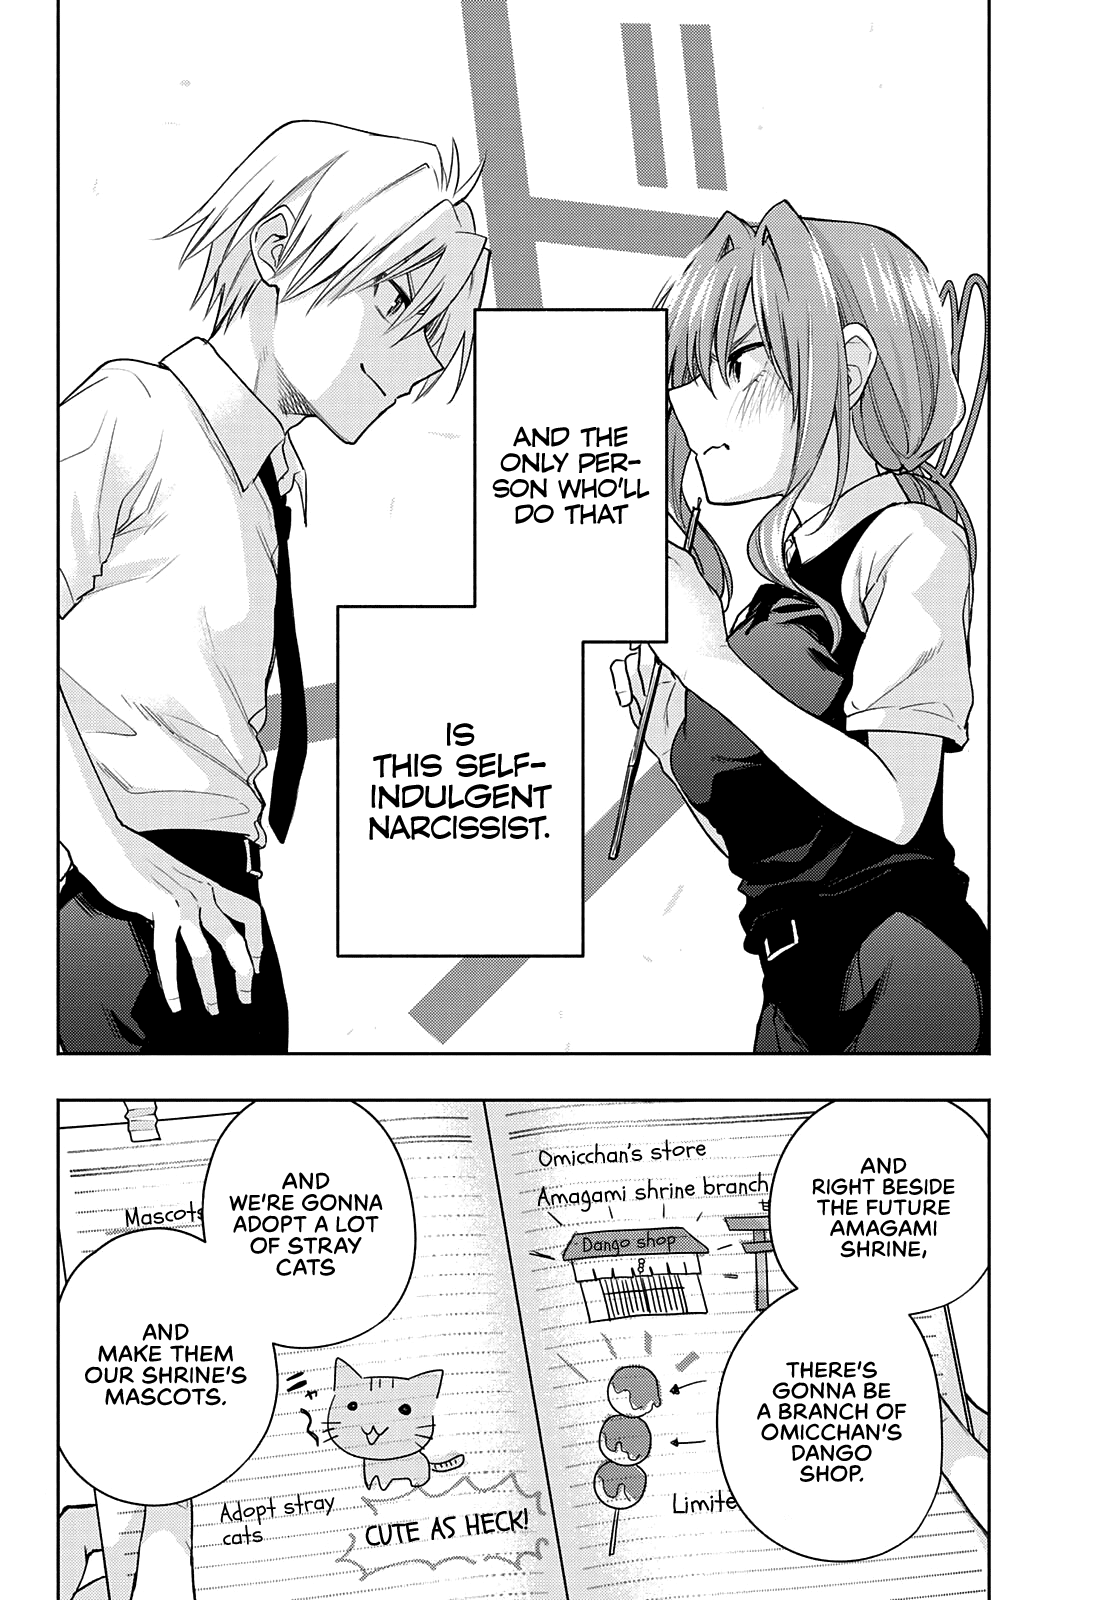 AND THE
ONLY PER-
SON WHO'LL
DO THAT
IS
THIS SELF-
INDULGENT
NARCISSIST.
AND
RIGHT BESIDE
THE FUTURE
AMAGAMI
SHRINE,
THERE'S
GONNA BE
A BRANCH OF
OMICCHAN'S
DANGO
SHOP.
Omicchan's store
Amagami shrine branch
Dango shop
Limite
AND
WE'RE GONNA
ADOPT A LOT
OF STRAY
CATS
AND
MAKE THEM
OUR SHRINE'S
MASCOTS.
Mascots
Adopt stray
cats
CUTE AS HECK!